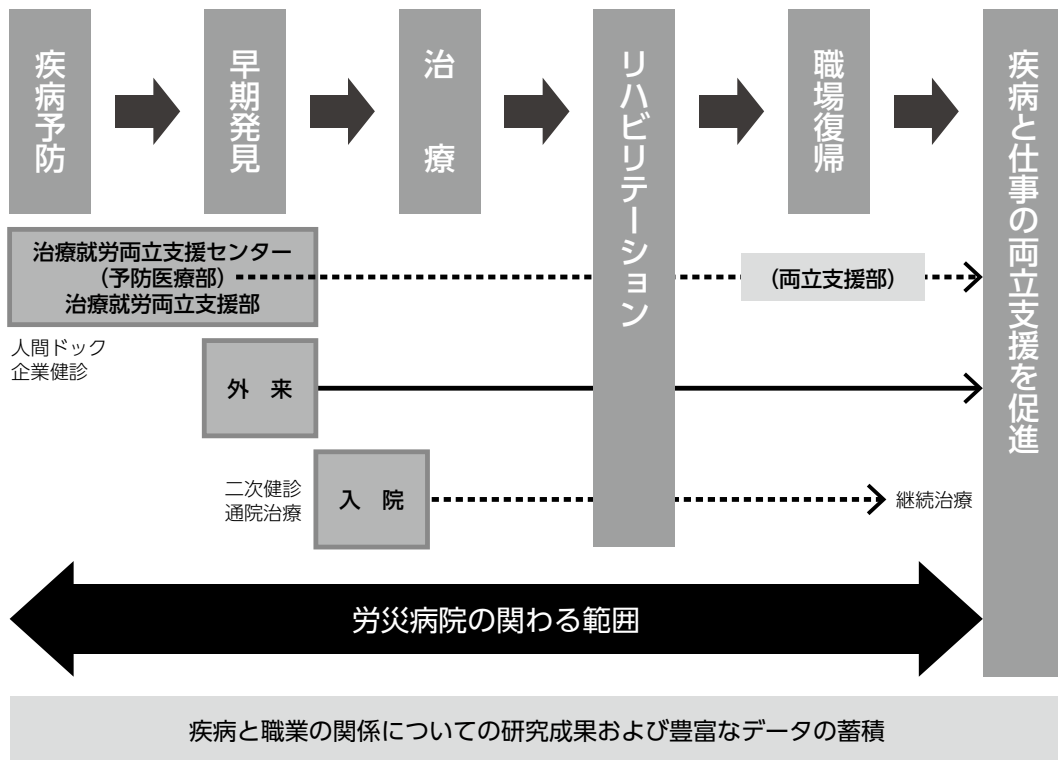 疾病予防
早期発見
治療
リハビリテーション
職場復帰
疾病と仕事の両立支援を促進
治療就労両立支援センター
（予防医療部）
治療就労両立支援部
（両立支援部）
人間ドック
企業健診
外　来
二次健診
通院治療
入　院
継続治療
労災病院の関わる範囲
疾病と職業の関係についての研究成果および豊富なデータの蓄積